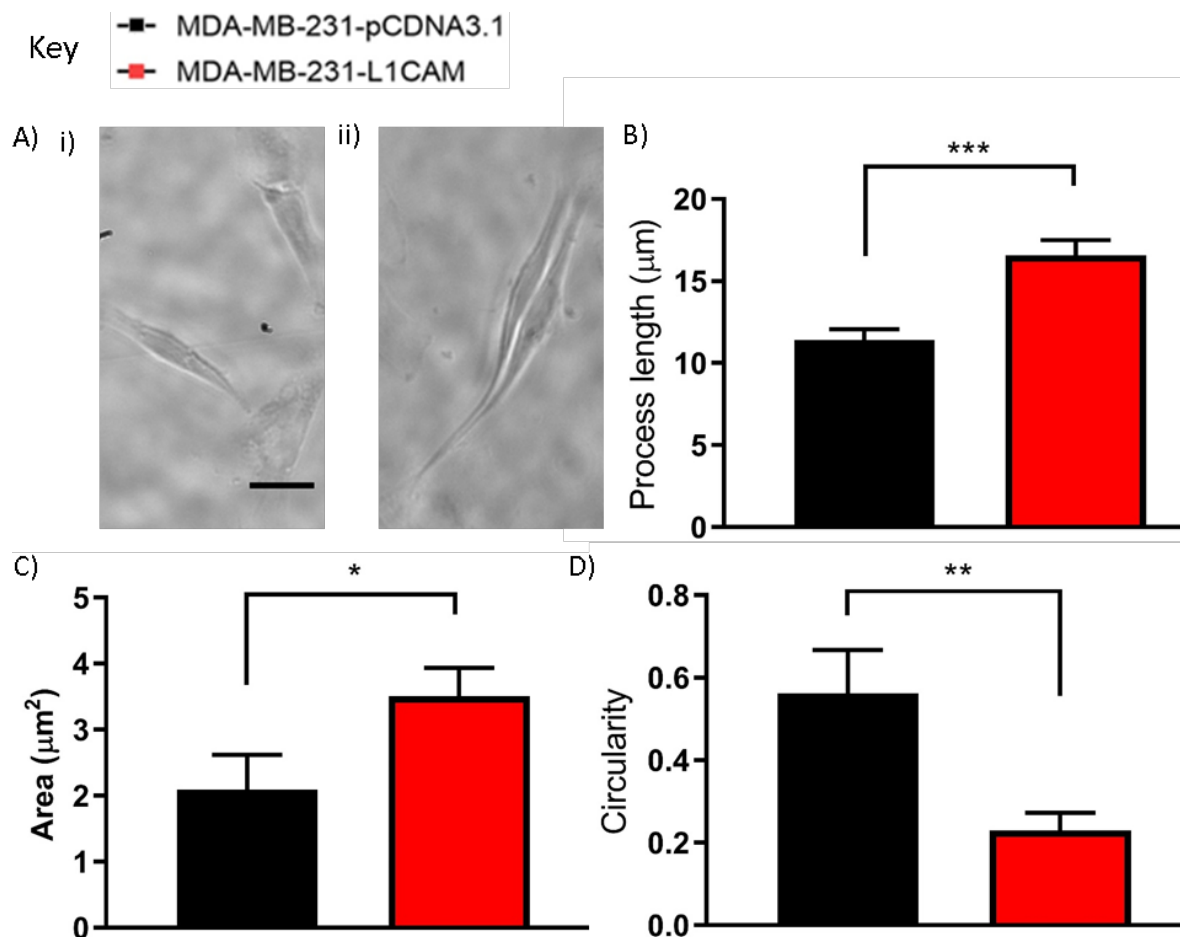 Key
MDA-MB-231-pCDNA3.1
MDA-MB-231-L1CAM
A)
i)
ii)
B)
***
Process length (μm)
20
15
10
5
0
C)
*
Area (μm²)
5
4
3
2
1
0
D)
**
Circularity
0.8
0.6
0.4
0.2
0.0